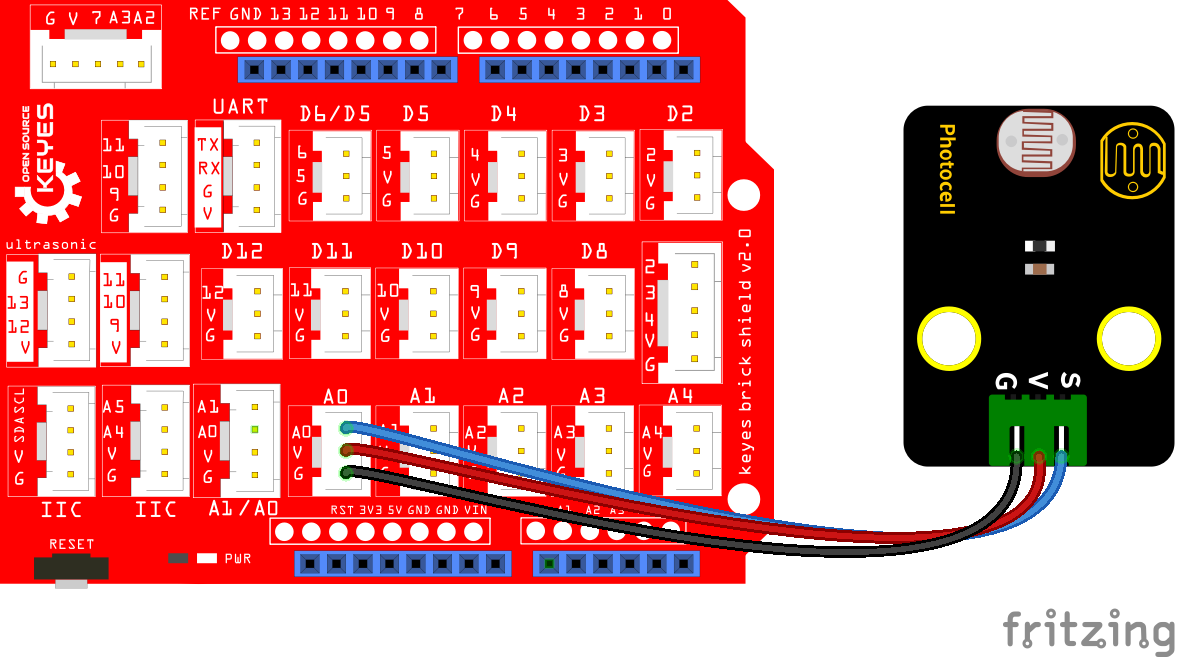 G V 7 A3A2
REF GND 13 12 11 10 9 8
7 6 5 4 3 2 1 0
OPEN SOURCE
KEYES
UART
D6/D5
D5
D4
D3
D2
11
10
9
G
TX
RX
G
V
6
5
G
5
V
G
4
V
G
3
V
G
2
V
G
ultrasonic
D12
D11
D10
D9
D8
G
13
12
V
11
10
9
V
12
V
G
11
V
G
10
V
G
9
V
G
8
V
G
2
3
4
V
G
keyes brick shield v2.0
A0
A1
A2
A3
A4
SCL
SDA
V
G
A5
A4
V
G
A1
A0
V
G
A0
V
G
A1
V
G
A2
G
A3
V
G
A4
V
G
IIC
IIC
A1/A0
RST 3V3 5V GND GND VIN
A1 A2 A3
RESET
PWR
Photocell
G V S
fritzing